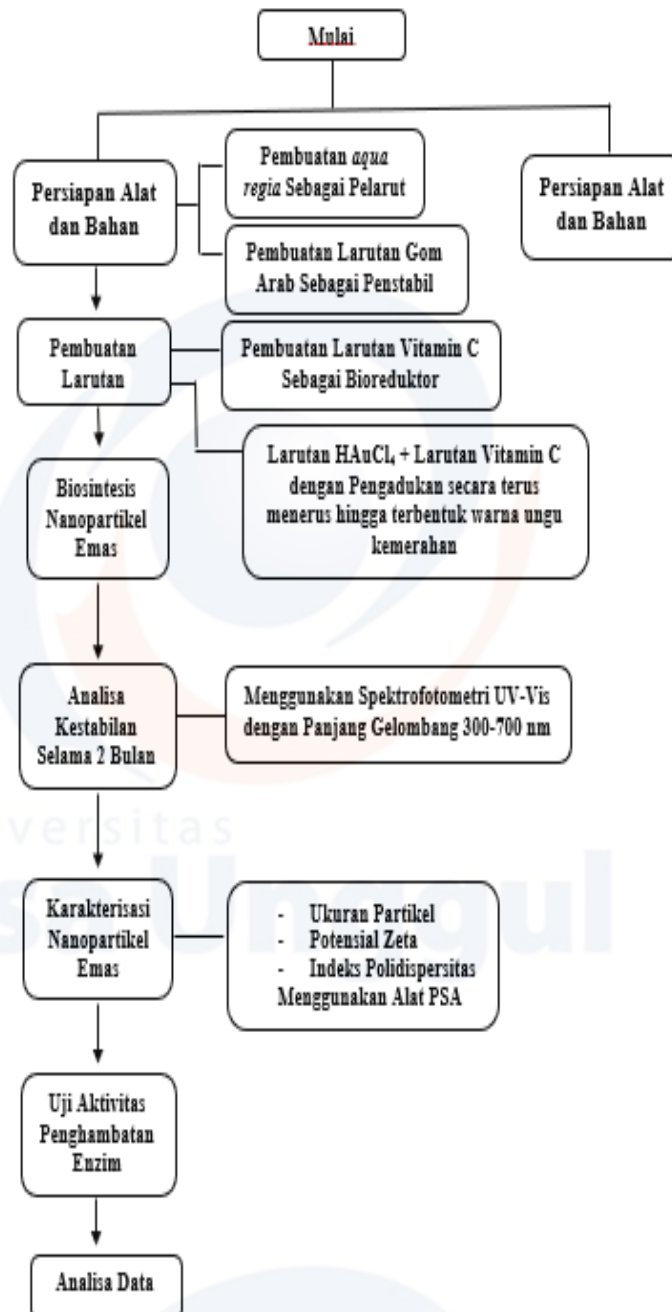 Mulai
Persiapan Alat
dan Bahan
Pembuatan aqua
regia Sebagai Pelarut
Persiapan Alat
dan Bahan
Pembuatan Larutan Gom
Arab Sebagai Penstabil
Pembuatan
Larutan
Pembuatan Larutan Vitamin C
Sebagai Bioreduktor
Larutan HAuCl₄ + Larutan Vitamin C
dengan Pengadukan secara terus
menerus hingga terbentuk warna ungu
kemerahan
Biosintesis
Nanopartikel
Emas
Analisa
Kestabilan
Selama 2 Bulan
Menggunakan Spektrofotometri UV-Vis
dengan Panjang Gelombang 300-700 nm
versitas
sa Unggul
Karakterisasi
Nanopartikel
Emas
- Ukuran Partikel
- Potensial Zeta
- Indeks Polidispersitas
Menggunakan Alat PSA
Uji Aktivitas
Penghambatan
Enzim
Analisa Data